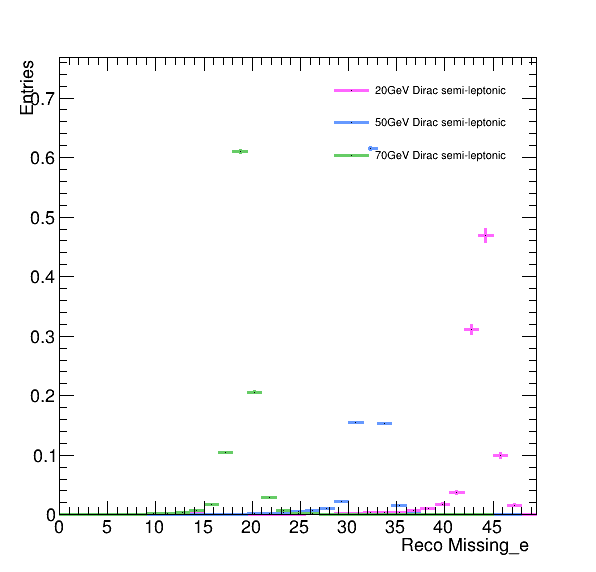 Entries
0.7
0.6
0.5
0.4
0.3
0.2
0.1
0
20GeV Dirac semi-leptonic
50GeV Dirac semi-leptonic
70GeV Dirac semi-leptonic
0 5 10 15 20 25 30 35 40 45
Reco Missing_e